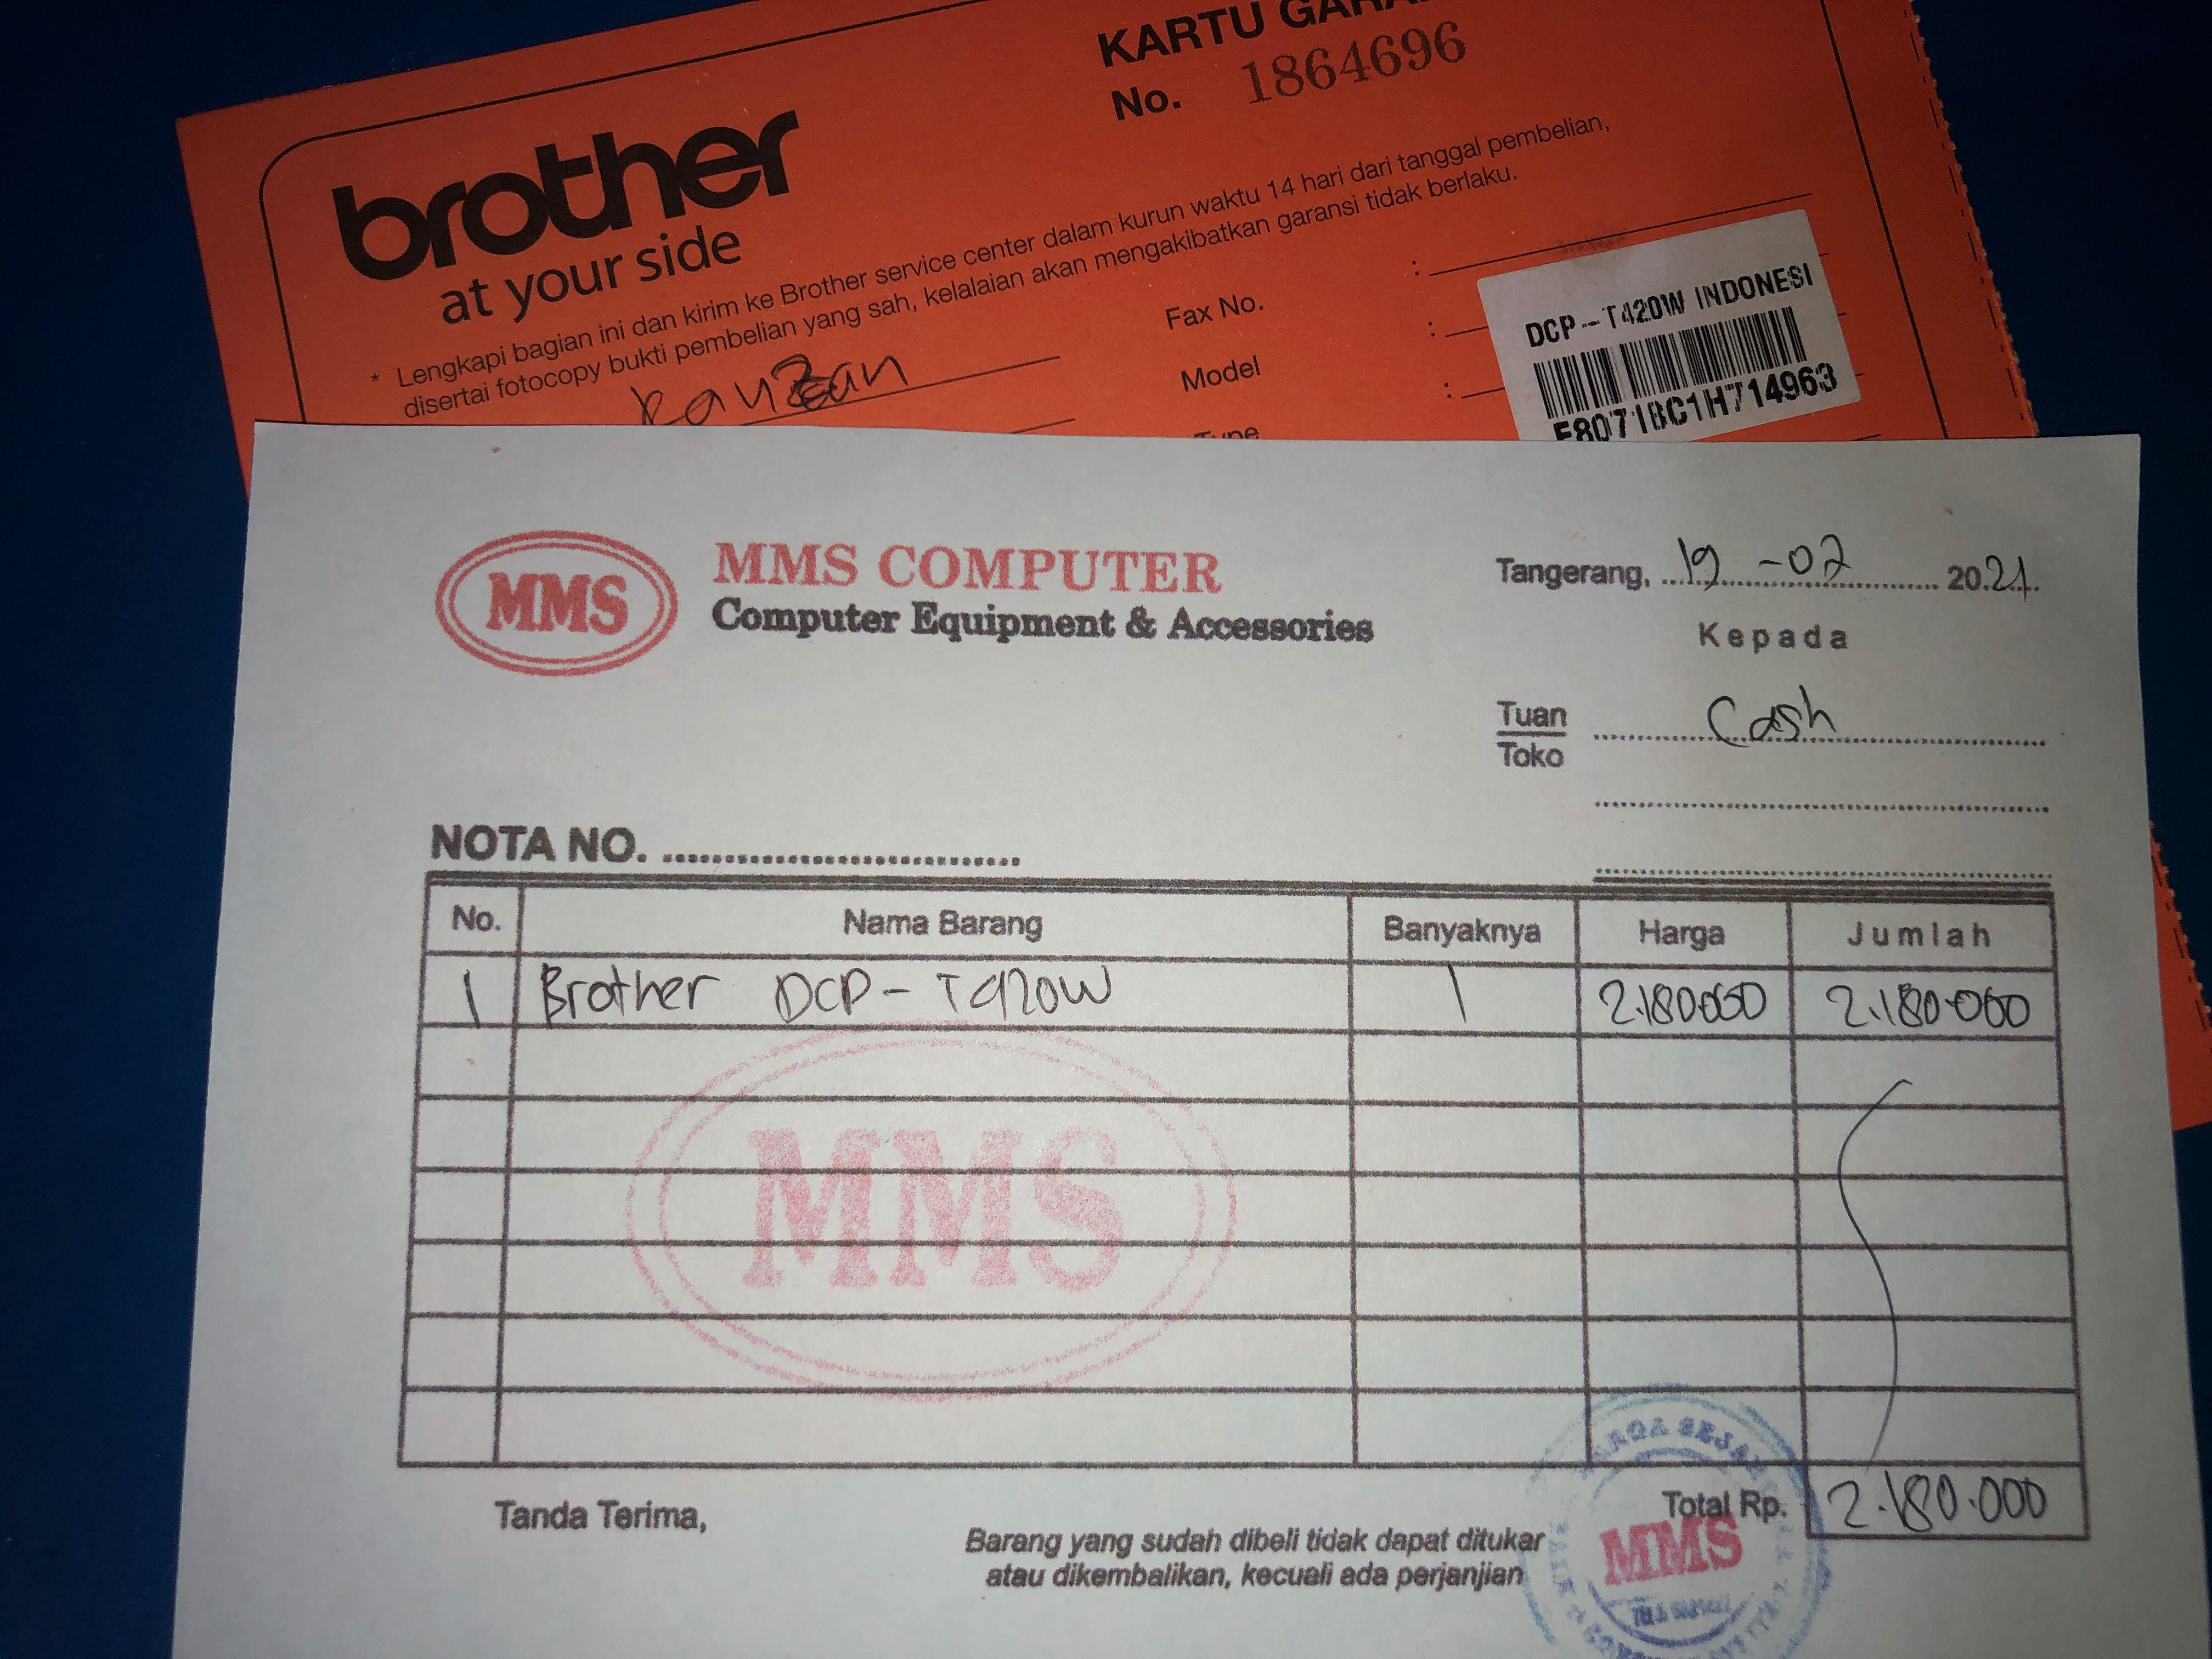 KARTU GARA
No. 1864696
brother
at your side
* Lengkapi bagian ini dan kirim ke Brother service center dalam kurun waktu 14 hari dari tanggal pembelian,
disertai fotocopy bukti pembelian yang sah, kelalaian akan mengakibatkan garansi tidak berlaku.
Fax No. :
Model :
Type :
DCP-T420W INDONESI
E8071BC1H714963
MMS
MMS COMPUTER
Computer Equipment & Accessories
Tangerang, 19-07 2021
Kepada
Tuan Cash
Toko
NOTA NO.
No. Nama Barang Banyaknya Harga Jumlah
1 Brother DCP-T420W 1 2.180.000 2.180.000
MMS
Total Rp. 2.180.000
Tanda Terima,
Barang yang sudah dibeli tidak dapat ditukar
atau dikembalikan, kecuali ada perjanjian
MMS